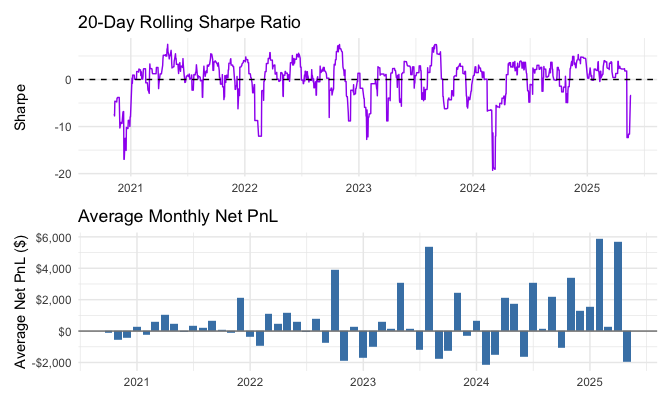 20-Day Rolling Sharpe Ratio
Sharpe
0
-10
-20
2021 2022 2023 2024 2025
Average Monthly Net PnL
Average Net PnL ($)
$6,000
$4,000
$2,000
$0
-$2,000
2021 2022 2023 2024 2025